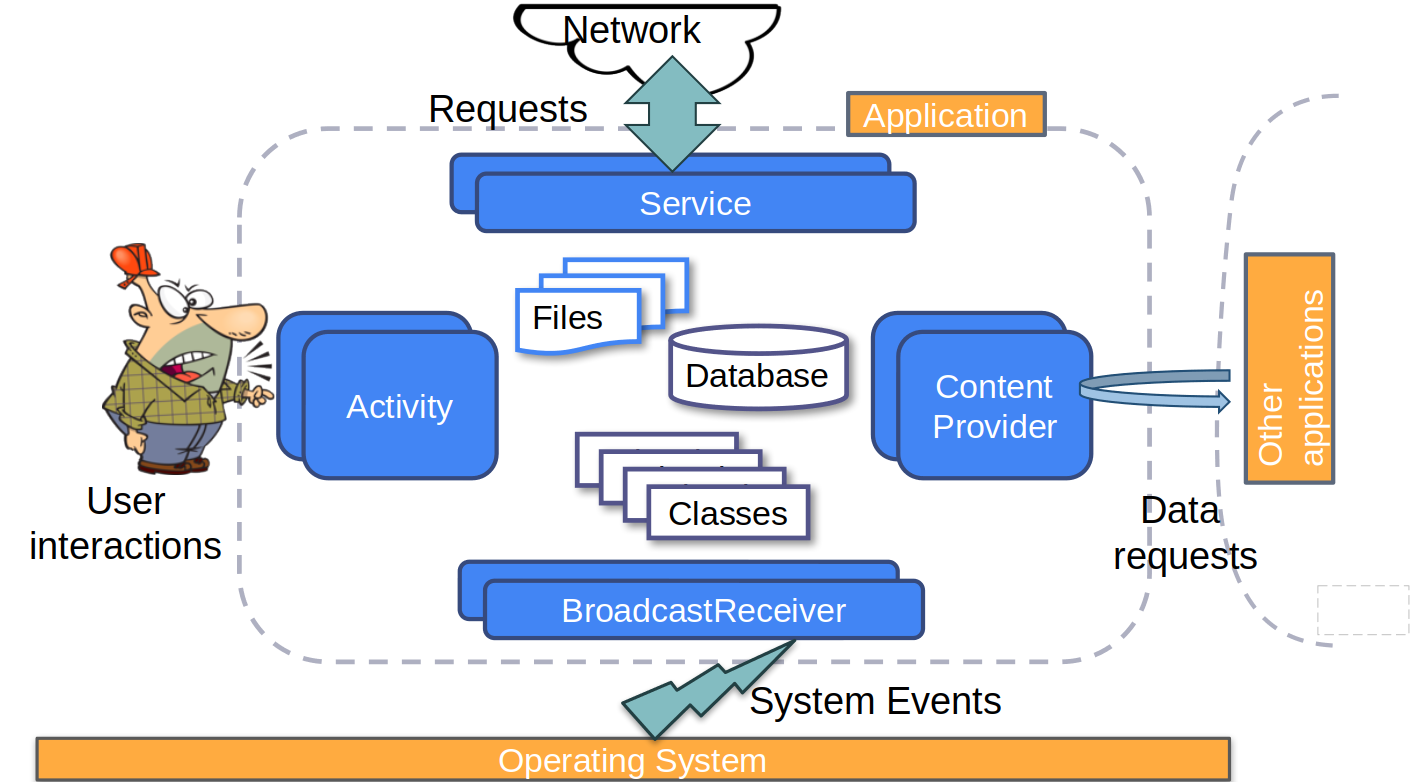 Network
Requests
Application
Service
Files
Database
Activity
Content
Provider
Other
applications
Classes
User
interactions
Data
requests
BroadcastReceiver
System Events
Operating System